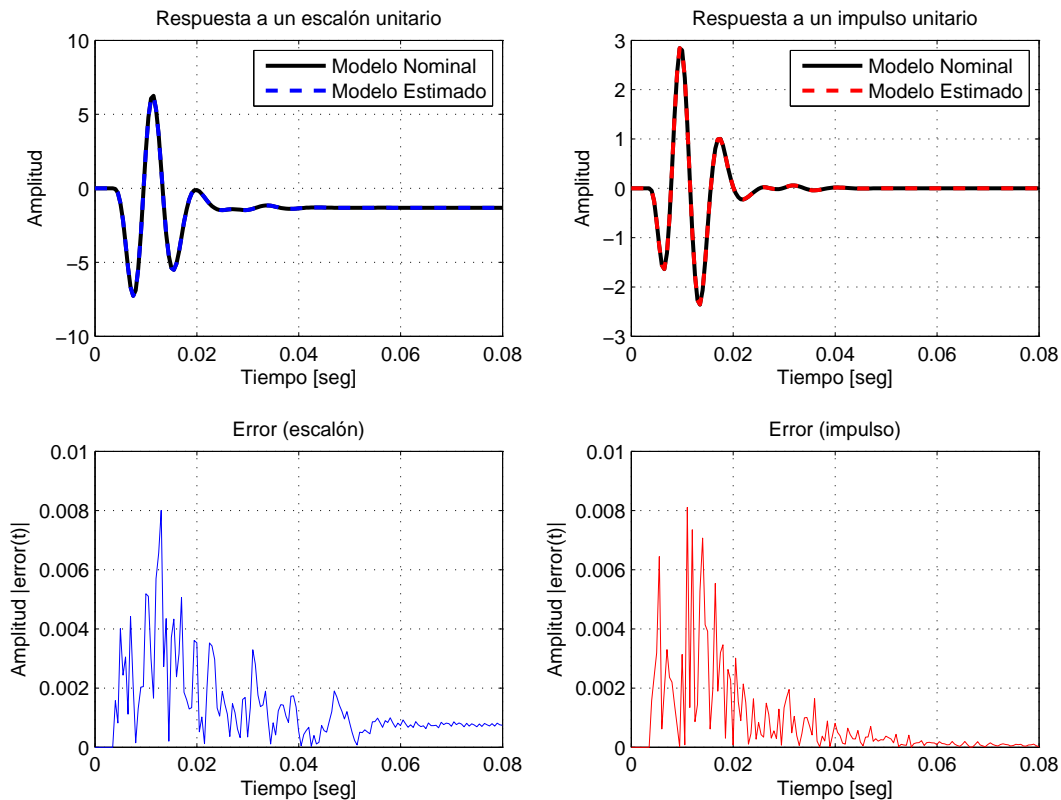 Respuesta a un escalón unitario
10
5
0
−5
−10
Amplitud
Modelo Nominal
Modelo Estimado
0
0.02
0.04
0.06
0.08
Tiempo [seg]
Respuesta a un impulso unitario
3
2
1
0
−1
−2
−3
Amplitud
Modelo Nominal
Modelo Estimado
0
0.02
0.04
0.06
0.08
Tiempo [seg]
Error (escalón)
0.01
0.008
0.006
0.004
0.002
0
Amplitud |error(t)|
0
0.02
0.04
0.06
0.08
Tiempo [seg]
Error (impulso)
0.01
0.008
0.006
0.004
0.002
0
Amplitud |error(t)|
0
0.02
0.04
0.06
0.08
Tiempo [seg]